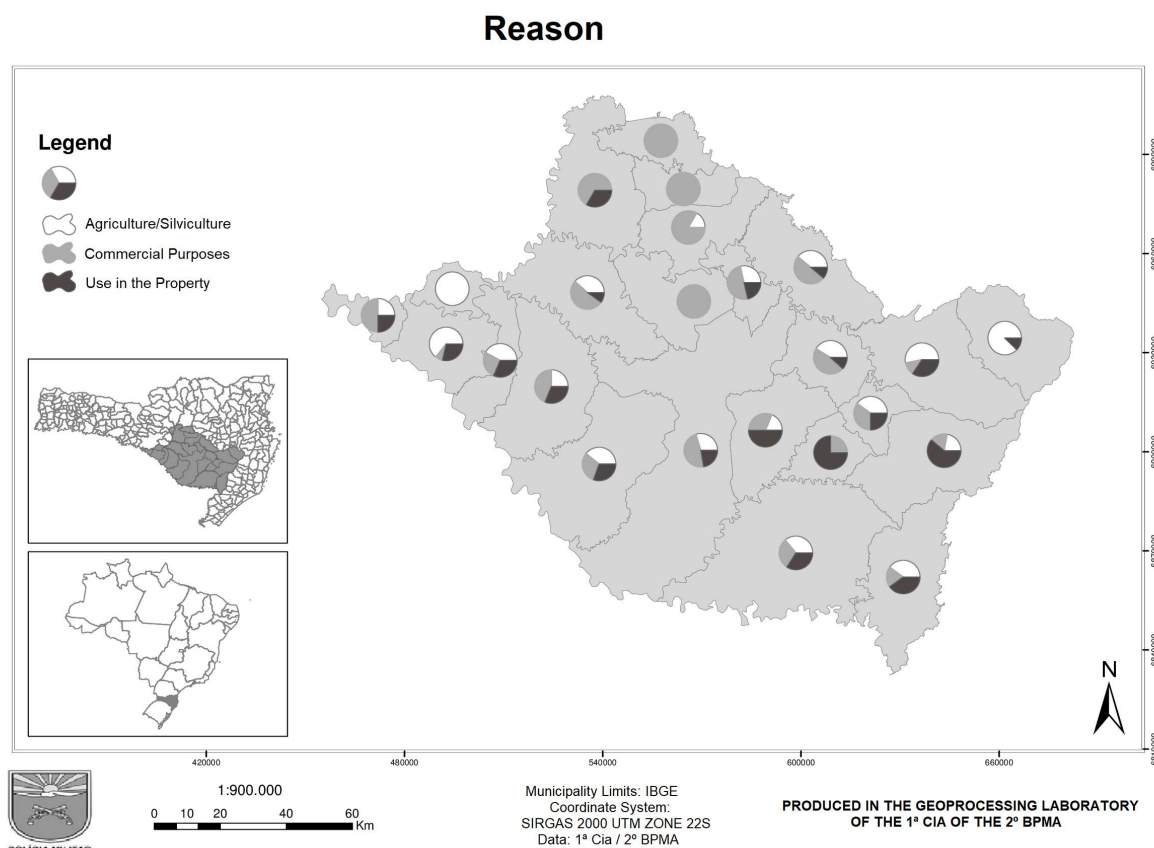 Reason
Legend
Agriculture/Silviculture
Commercial Purposes
Use in the Property
N
420000
480000
540000
600000
660000
1:900.000
0 10 20 40 60
Km
Municipality Limits: IBGE
Coordinate System:
SIRGAS 2000 UTM ZONE 22S
Data: 1ª Cia / 2º BPMA
PRODUCED IN THE GEOPROCESSING LABORATORY
OF THE 1ª CIA OF THE 2º BPMA